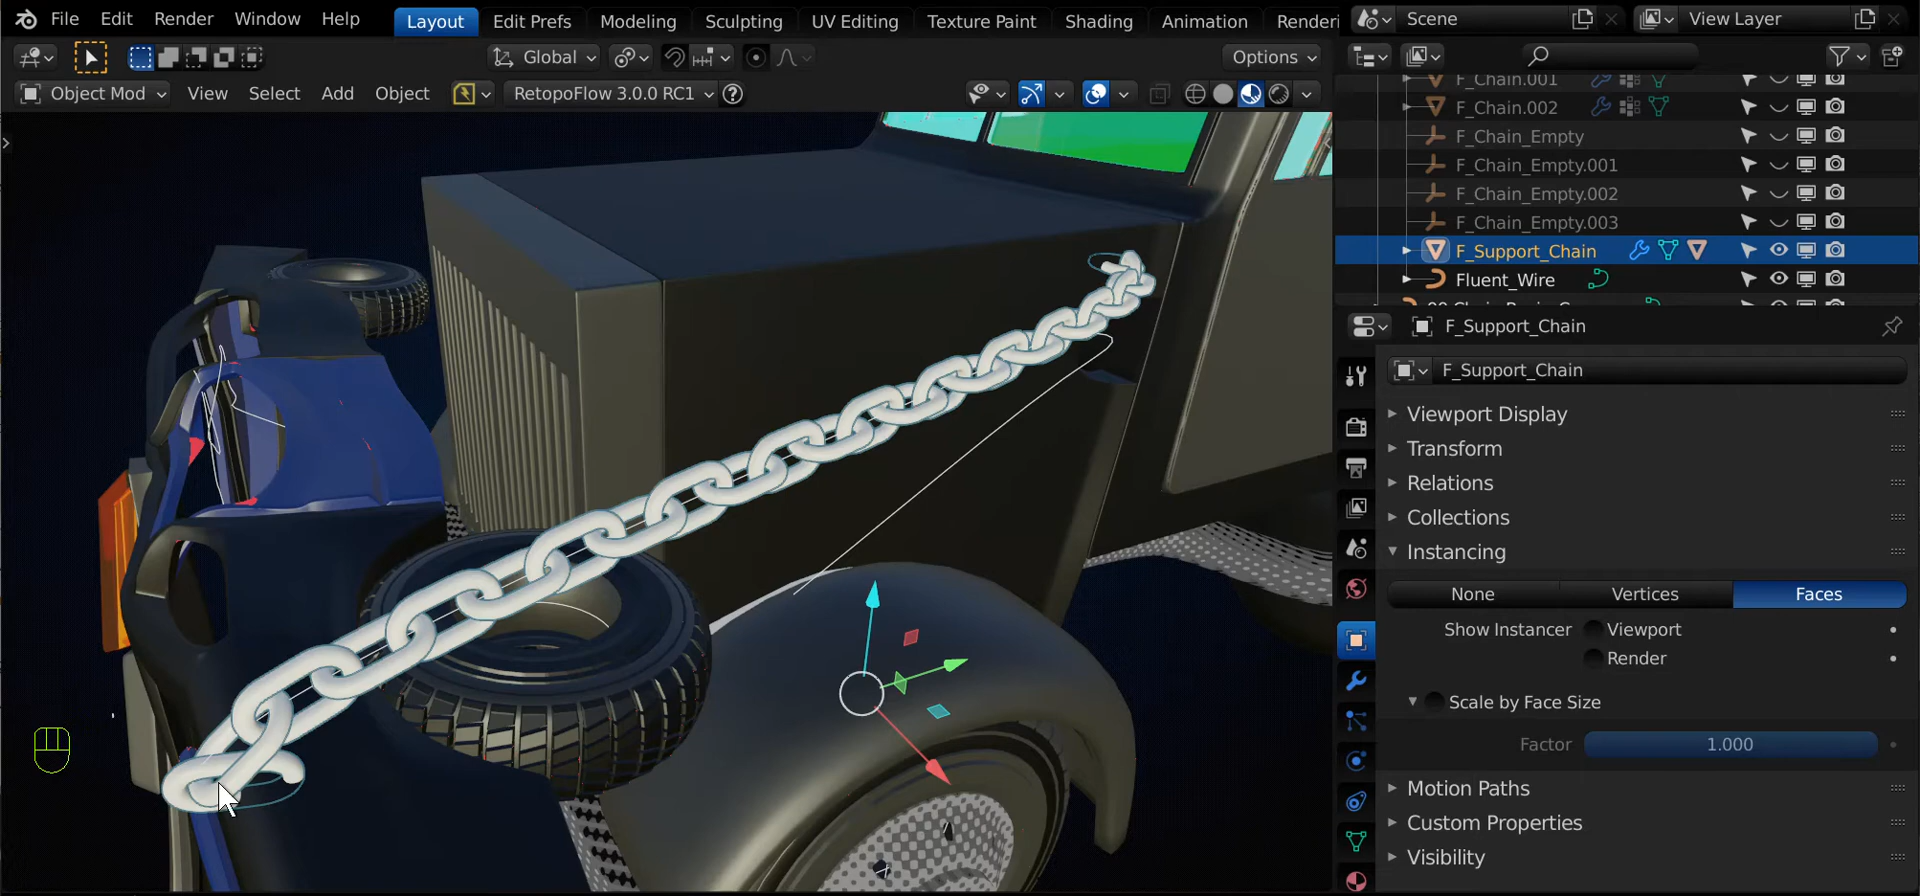 File Edit Render Window Help Layout Edit Prefs Modeling Sculpting UV Editing Texture Paint Shading Animation Renderi Scene View Layer
Global Options
Object Mod View Select Add Object RetopoFlow 3.0.0 RC1
F_Chain.001
F_Chain.002
F_Chain_Empty
F_Chain_Empty.001
F_Chain_Empty.002
F_Chain_Empty.003
F_Support_Chain
Fluent_Wire
F_Support_Chain
F_Support_Chain
Viewport Display
Transform
Relations
Collections
Instancing
None Vertices Faces
Show Instancer Viewport
Render
Scale by Face Size
Factor 1.000
Motion Paths
Custom Properties
Visibility